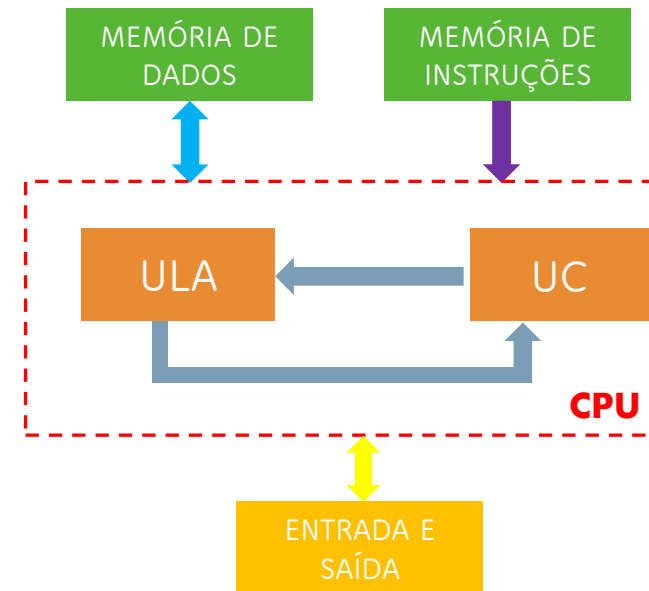 MEMÓRIA DE
DADOS
MEMÓRIA DE
INSTRUÇÕES
ULA
UC
CPU
ENTRADA E
SAÍDA